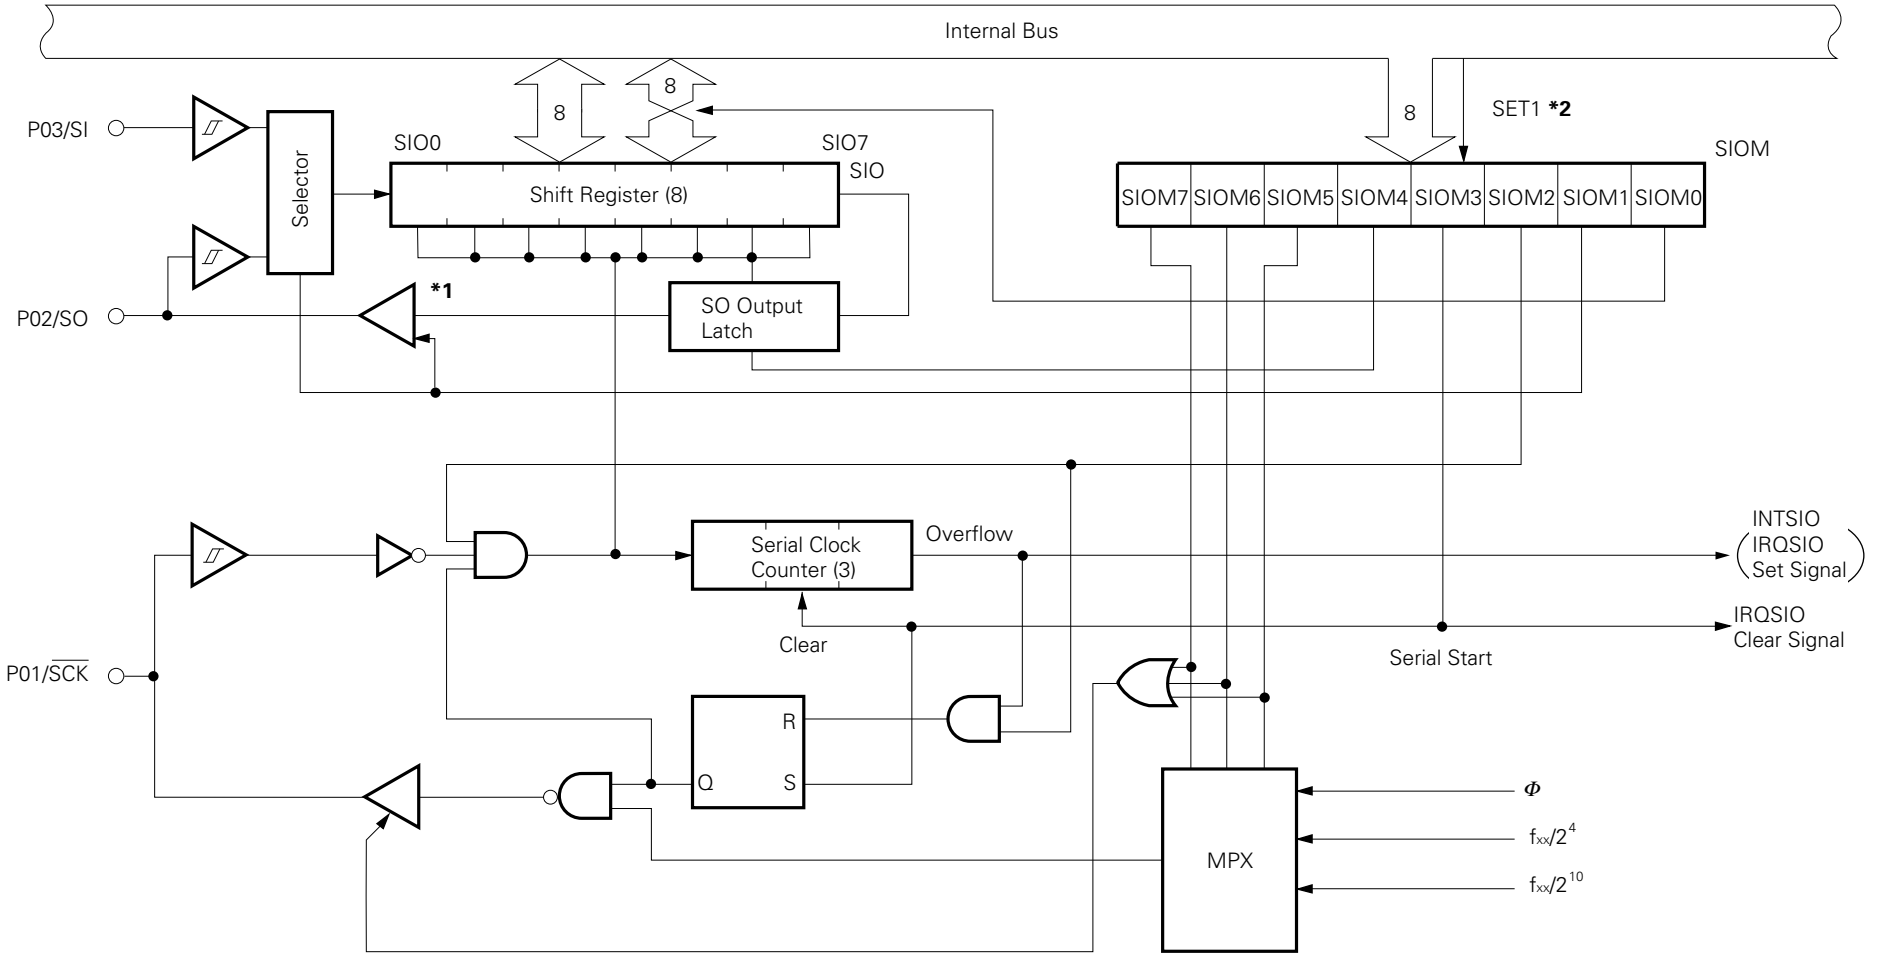 Internal Bus
8
8
8
SET1 *2
P03/SI
Selector
SIO0
SIO7
SIO
Shift Register (8)
SIOM
SIOM7 SIOM6 SIOM5 SIOM4 SIOM3 SIOM2 SIOM1 SIOM0
*1
P02/SO
SO Output
Latch
Serial Clock
Counter (3)
Overflow
INTSIO
IRQSIO
Set Signal
Clear
IRQSIO
Clear Signal
Serial Start
P01/S̅C̅K̅
R
Q
S
MPX
Φ
fxx/2⁴
fxx/2¹⁰